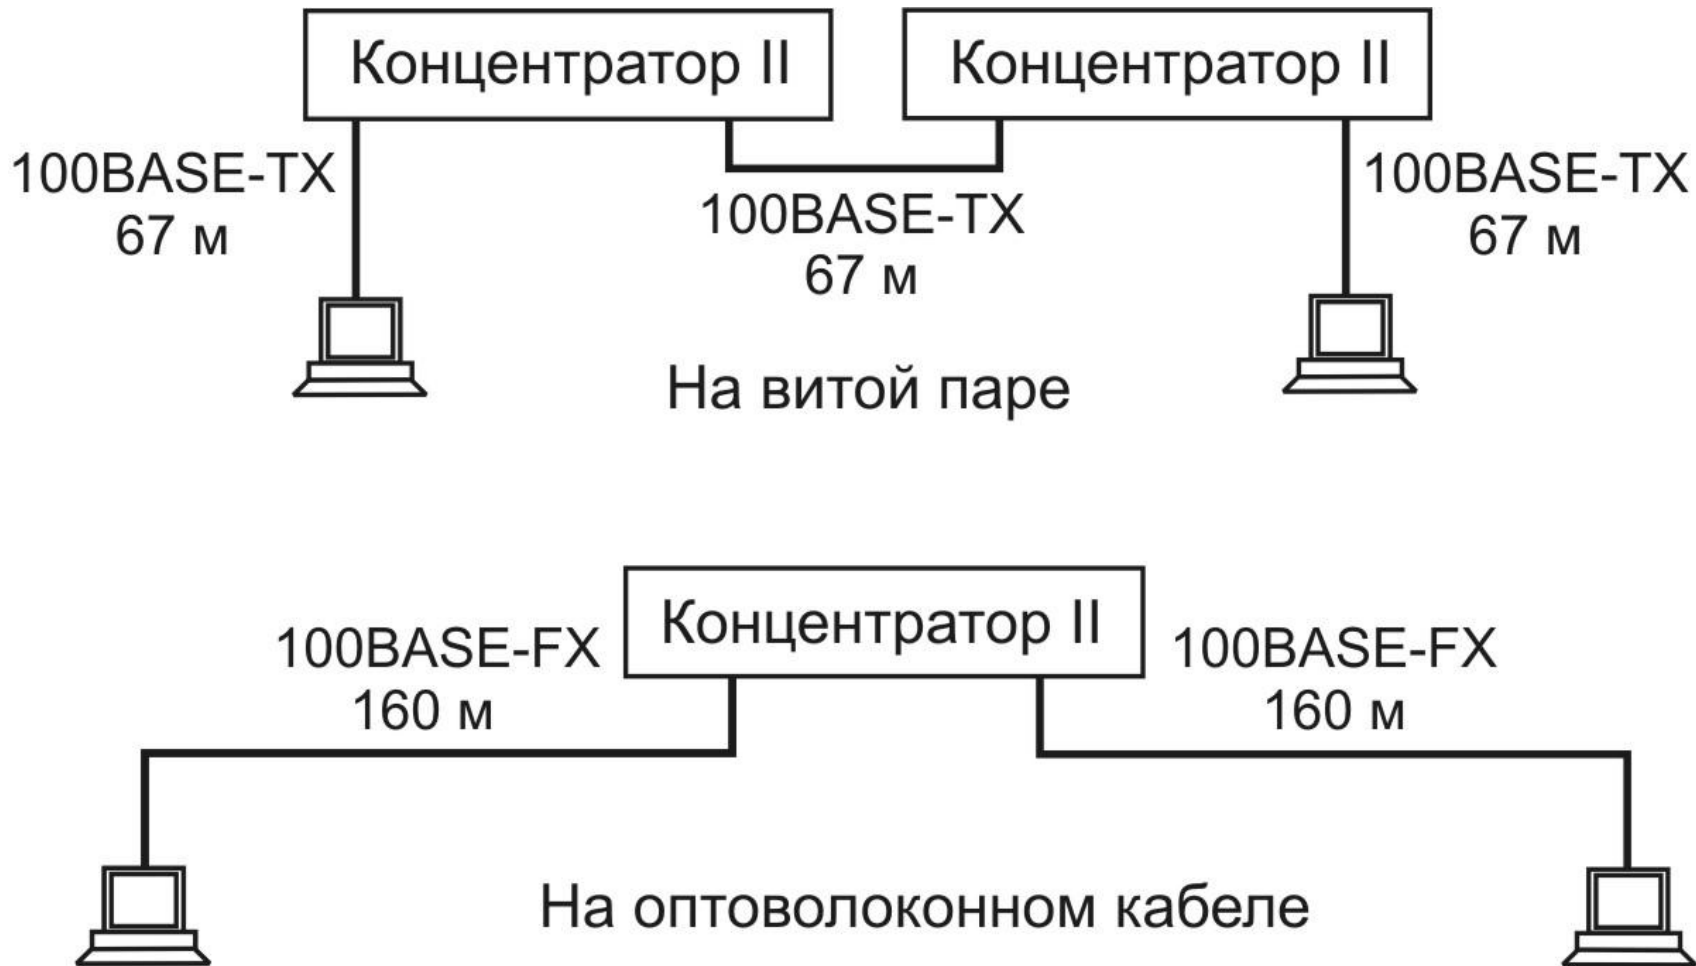 Концентратор II
Концентратор II
100BASE-TX
67 м
100BASE-TX
67 м
100BASE-TX
67 м
На витой паре
Концентратор II
100BASE-FX
160 м
100BASE-FX
160 м
На оптоволоконном кабеле